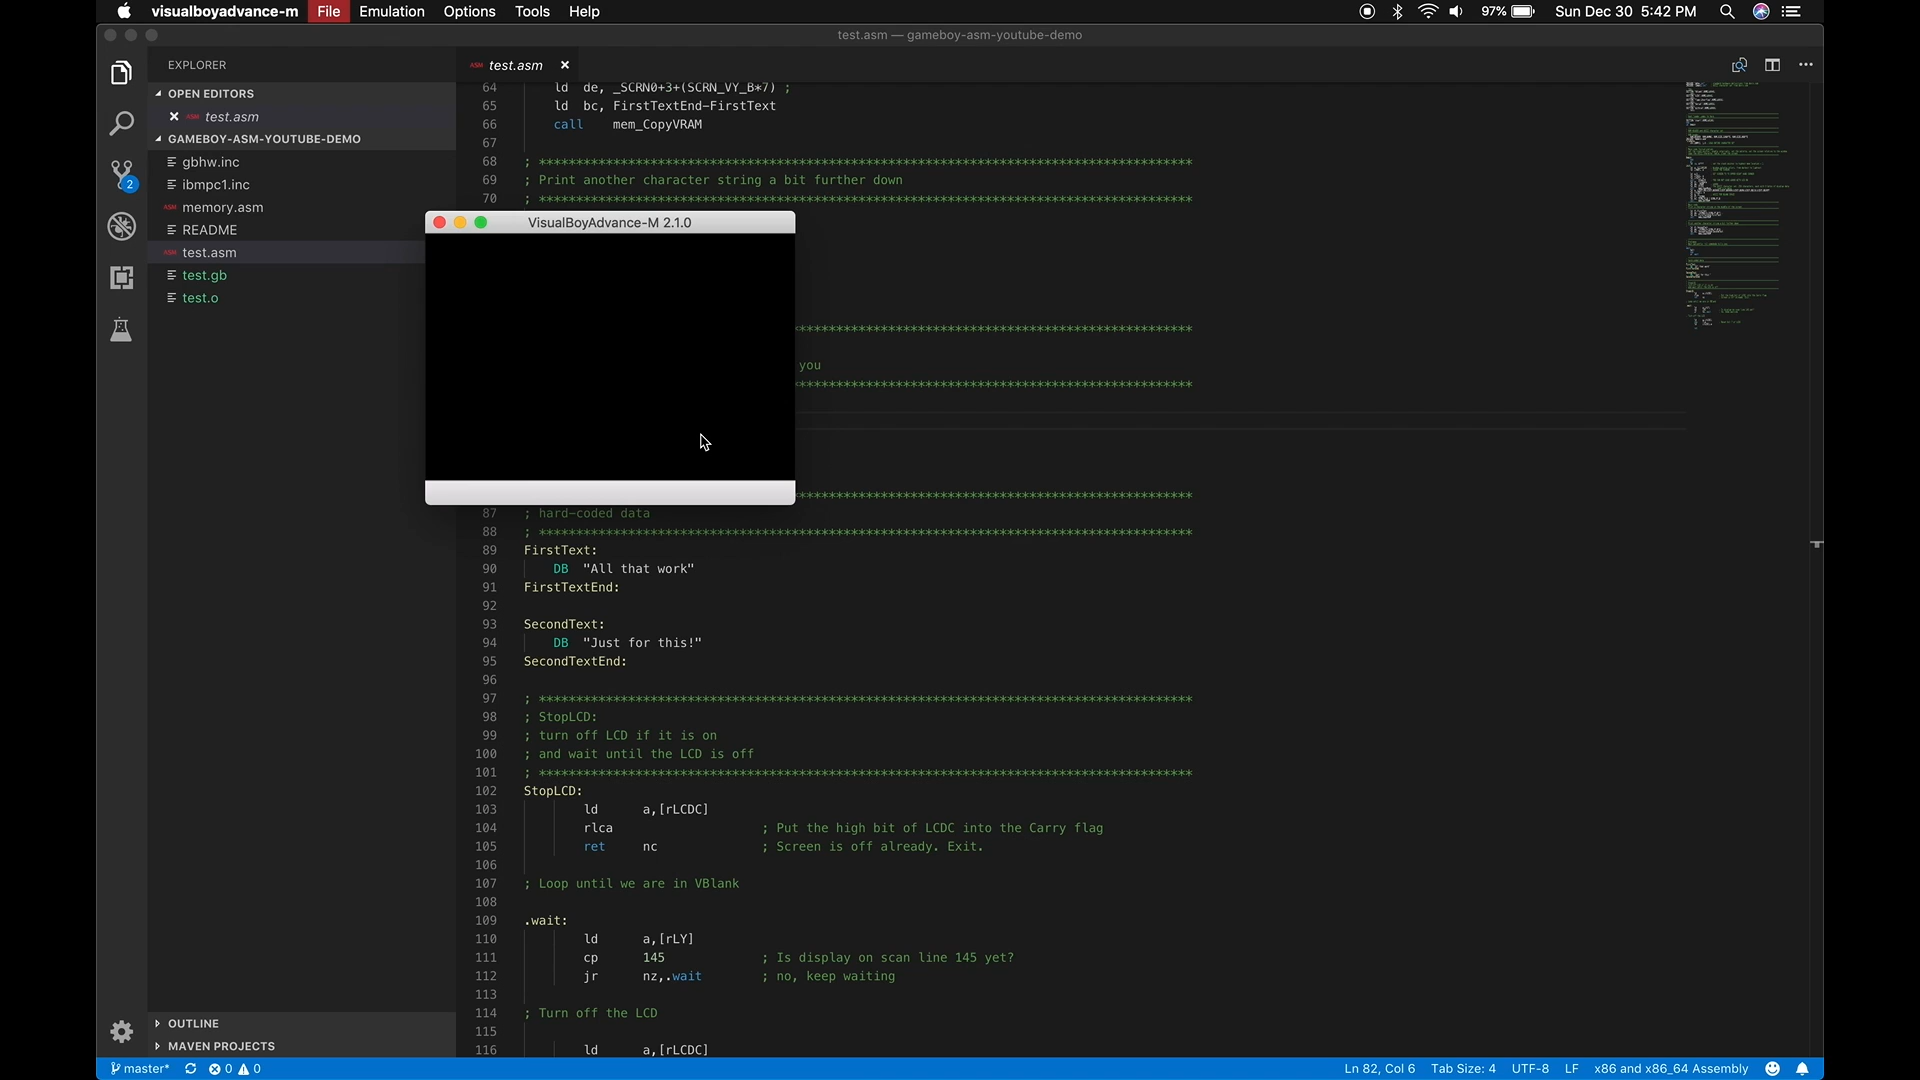 visualboyadvance-m File Emulation Options Tools Help 97% Sun Dec 30 5:42 PM
test.asm — gameboy-asm-youtube-demo
EXPLORER
OPEN EDITORS
ASM test.asm
GAMEBOY-ASM-YOUTUBE-DEMO
gbhw.inc
ibmpc1.inc
ASM memory.asm
README
ASM test.asm
test.gb
test.o
2
OUTLINE
MAVEN PROJECTS
ASM test.asm
64 ld de, _SCRN0+3+(SCRN_VY_B*7) ;
65 ld bc, FirstTextEnd-FirstText
66 call mem_CopyVRAM
67
68 ; ****************************************************************************************
69 ; Print another character string a bit further down
70 ; ****************************************************************************************
VisualBoyAdvance-M 2.1.0
****************************************************************************************
you
****************************************************************************************
****************************************************************************************
87 ; hard-coded data
88 ; ****************************************************************************************
89 FirstText:
90 DB "All that work"
91 FirstTextEnd:
92
93 SecondText:
94 DB "Just for this!"
95 SecondTextEnd:
96
97 ; ****************************************************************************************
98 ; StopLCD:
99 ; turn off LCD if it is on
100 ; and wait until the LCD is off
101 ; ****************************************************************************************
102 StopLCD:
103 ld a,[rLCDC]
104 rlca ; Put the high bit of LCDC into the Carry flag
105 ret nc ; Screen is off already. Exit.
106
107 ; Loop until we are in VBlank
108
109 .wait:
110 ld a,[rLY]
111 cp 145 ; Is display on scan line 145 yet?
112 jr nz,.wait ; no, keep waiting
113
114 ; Turn off the LCD
115
116 ld a,[rLCDC]
master* 0 0 Ln 82, Col 6 Tab Size: 4 UTF-8 LF x86 and x86_64 Assembly